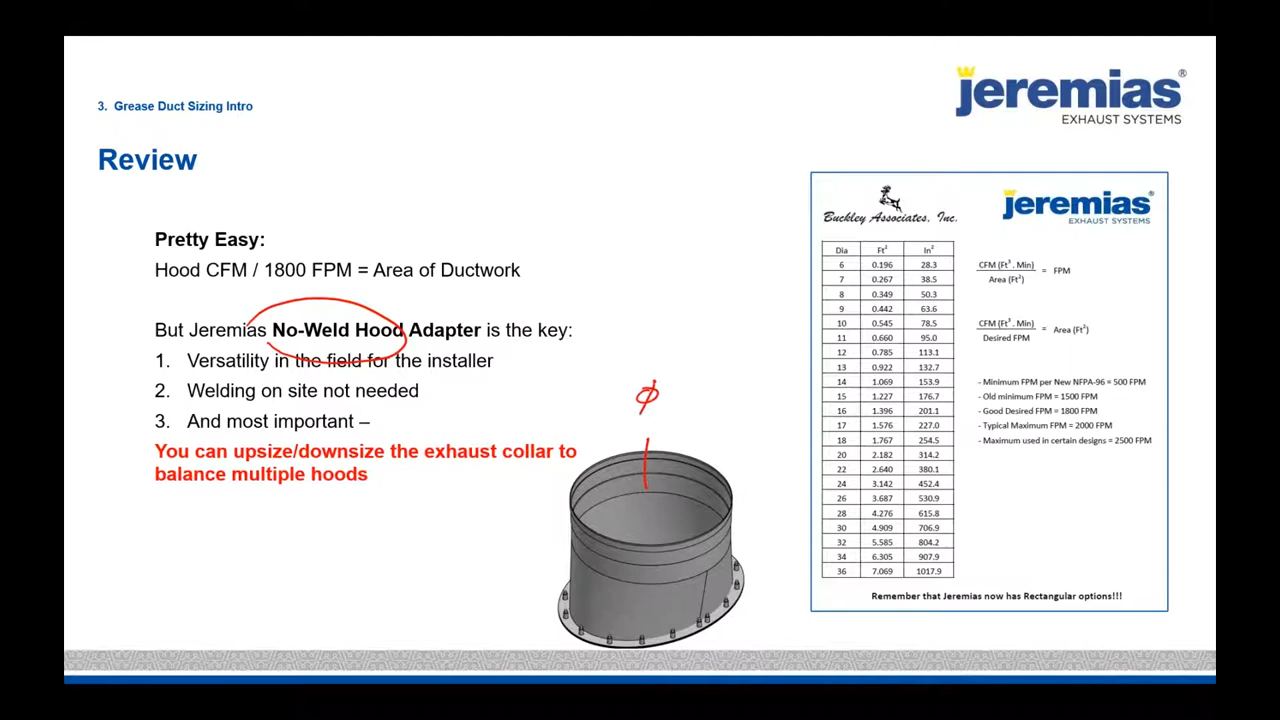 jeremias®
EXHAUST SYSTEMS
3. Grease Duct Sizing Intro
Review
Pretty Easy:
Hood CFM / 1800 FPM = Area of Ductwork
But Jeremias No-Weld Hood Adapter is the key:
1. Versatility in the field for the installer
2. Welding on site not needed
3. And most important –
You can upsize/downsize the exhaust collar to
balance multiple hoods
ϕ
Buckley Associates, Inc.
jeremias®
EXHAUST SYSTEMS
Dia Ft² In²
6 0.196 28.3
7 0.267 38.5
8 0.349 50.3
9 0.442 63.6
10 0.545 78.5
11 0.660 95.0
12 0.785 113.1
13 0.922 132.7
14 1.069 153.9
15 1.227 176.7
16 1.396 201.1
17 1.576 227.0
18 1.767 254.5
20 2.182 314.2
22 2.640 380.1
24 3.142 452.4
26 3.687 530.9
28 4.276 615.8
30 4.909 706.9
32 5.585 804.2
34 6.305 907.9
36 7.069 1017.9
CFM (Ft³ . Min)
Area (Ft²)
= FPM
CFM (Ft³ . Min)
Desired FPM
= Area (Ft²)
- Minimum FPM per New NFPA-96 = 500 FPM
- Old minimum FPM = 1500 FPM
- Good Desired FPM = 1800 FPM
- Typical Maximum FPM = 2000 FPM
- Maximum used in certain designs = 2500 FPM
Remember that Jeremias now has Rectangular options!!!